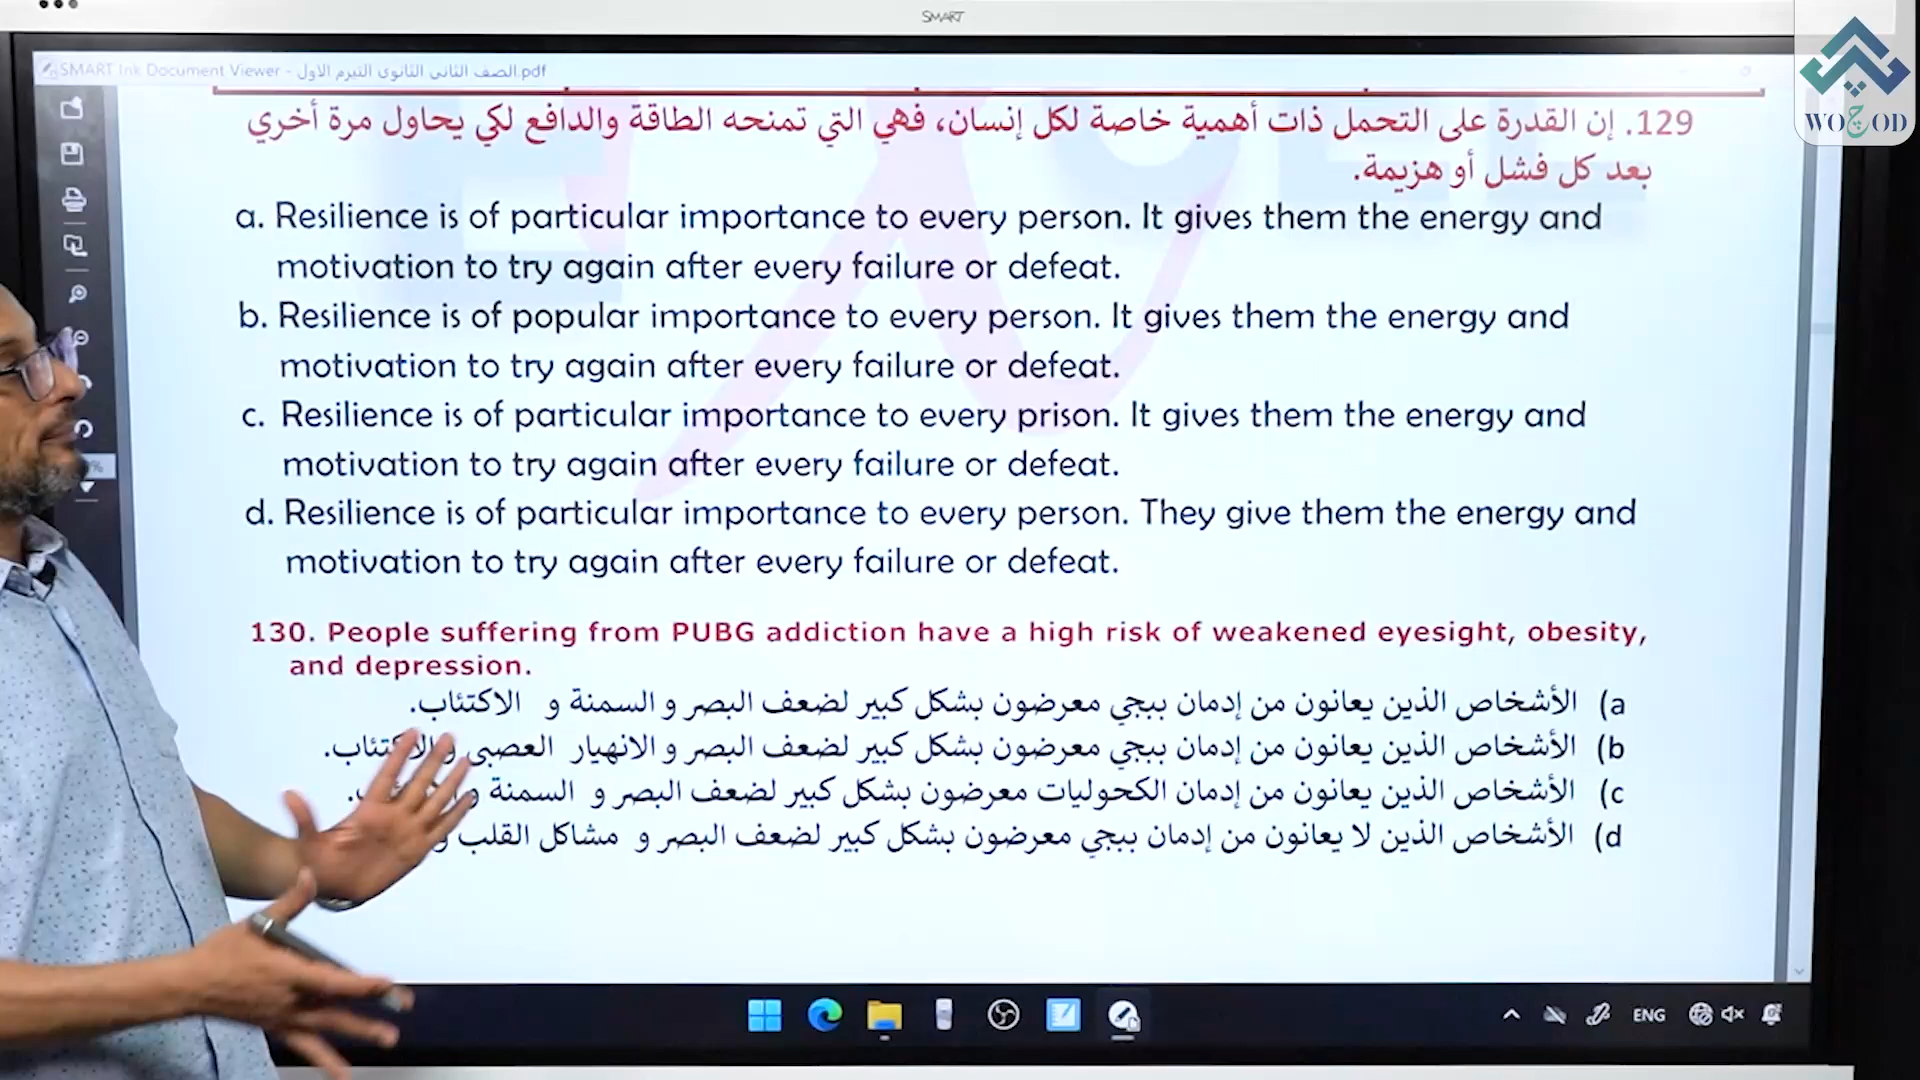 SMART
SMART Ink Document Viewer - الصف الثاني الثانوي التيرم الاول.pdf
WOجOD
129. إن القدرة على التحمل ذات أهمية خاصة لكل إنسان، فهي التي تمنحه الطاقة والدافع لكي يحاول مرة أخري
بعد كل فشل أو هزيمة.
a. Resilience is of particular importance to every person. It gives them the energy and
motivation to try again after every failure or defeat.
b. Resilience is of popular importance to every person. It gives them the energy and
motivation to try again after every failure or defeat.
c. Resilience is of particular importance to every prison. It gives them the energy and
motivation to try again after every failure or defeat.
d. Resilience is of particular importance to every person. They give them the energy and
motivation to try again after every failure or defeat.
130. People suffering from PUBG addiction have a high risk of weakened eyesight, obesity,
and depression.
a) الأشخاص الذين يعانون من إدمان ببجي معرضون بشكل كبير لضعف البصر و السمنة و الاكتئاب.
b) الأشخاص الذين يعانون من إدمان ببجي معرضون بشكل كبير لضعف البصر و الانهيار العصبي و الاكتئاب.
c) الأشخاص الذين يعانون من إدمان الكحوليات معرضون بشكل كبير لضعف البصر و السمنة و
d) الأشخاص الذين لا يعانون من إدمان ببجي معرضون بشكل كبير لضعف البصر و مشاكل القلب و
ENG